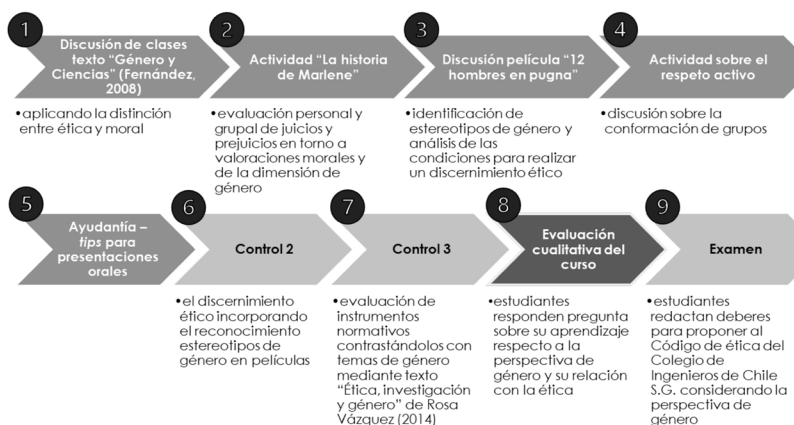 1
Discusión de clases
texto "Género y
Ciencias" (Fernández,
2008)
•aplicando la distinción
entre ética y moral
2
Actividad "La historia
de Marlene"
•evaluación personal y
grupal de juicios y
prejuicios en torno a
valoraciones morales y
de la dimensión de
género
3
Discusión película "12
hombres en pugna"
•identificación de
estereotipos de género y
análisis de las
condiciones para realizar
un discernimiento ético
4
Actividad sobre el
respeto activo
•discusión sobre la
conformación de grupos
5
Ayudantía –
tips para
presentaciones
orales
6
Control 2
•el discernimiento
ético incorporando
el reconocimiento
estereotipos de
género en películas
7
Control 3
•evaluación de
instrumentos
normativos
contrastándolos con
temas de género
mediante texto
"Ética, investigación
y género" de Rosa
Vázquez (2014)
8
Evaluación
cualitativa del
curso
•estudiantes
responden pregunta
sobre su aprendizaje
respecto a la
perspectiva de
género y su relación
con la ética
9
Examen
•estudiantes
redactan deberes
para proponer al
Código de ética del
Colegio de
Ingenieros de Chile
S.G. considerando la
perspectiva de
género